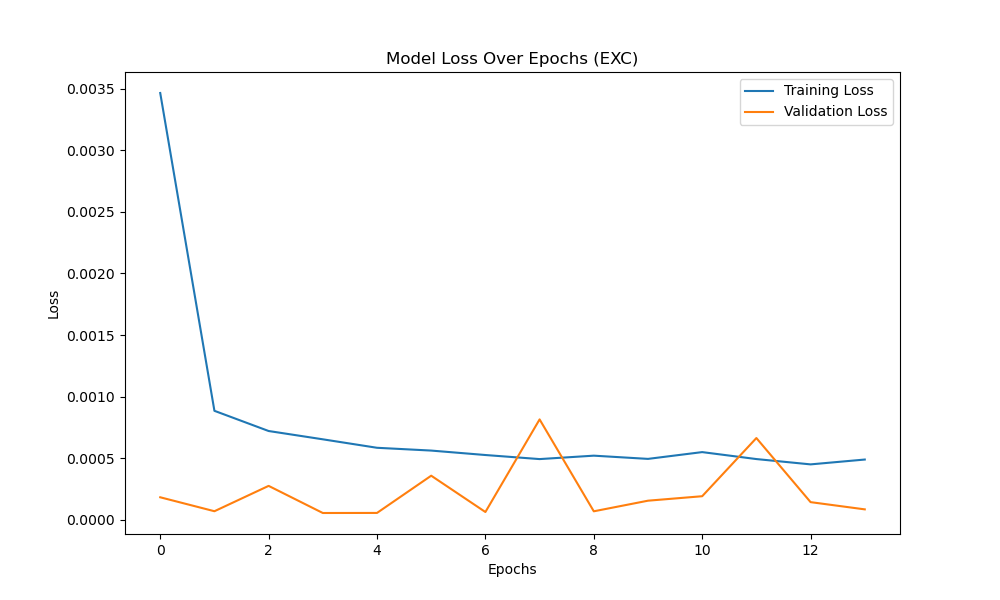 Model Loss Over Epochs (EXC)
Training Loss
Validation Loss
Loss
0.0035
0.0030
0.0025
0.0020
0.0015
0.0010
0.0005
0.0000
0 2 4 6 8 10 12
Epochs